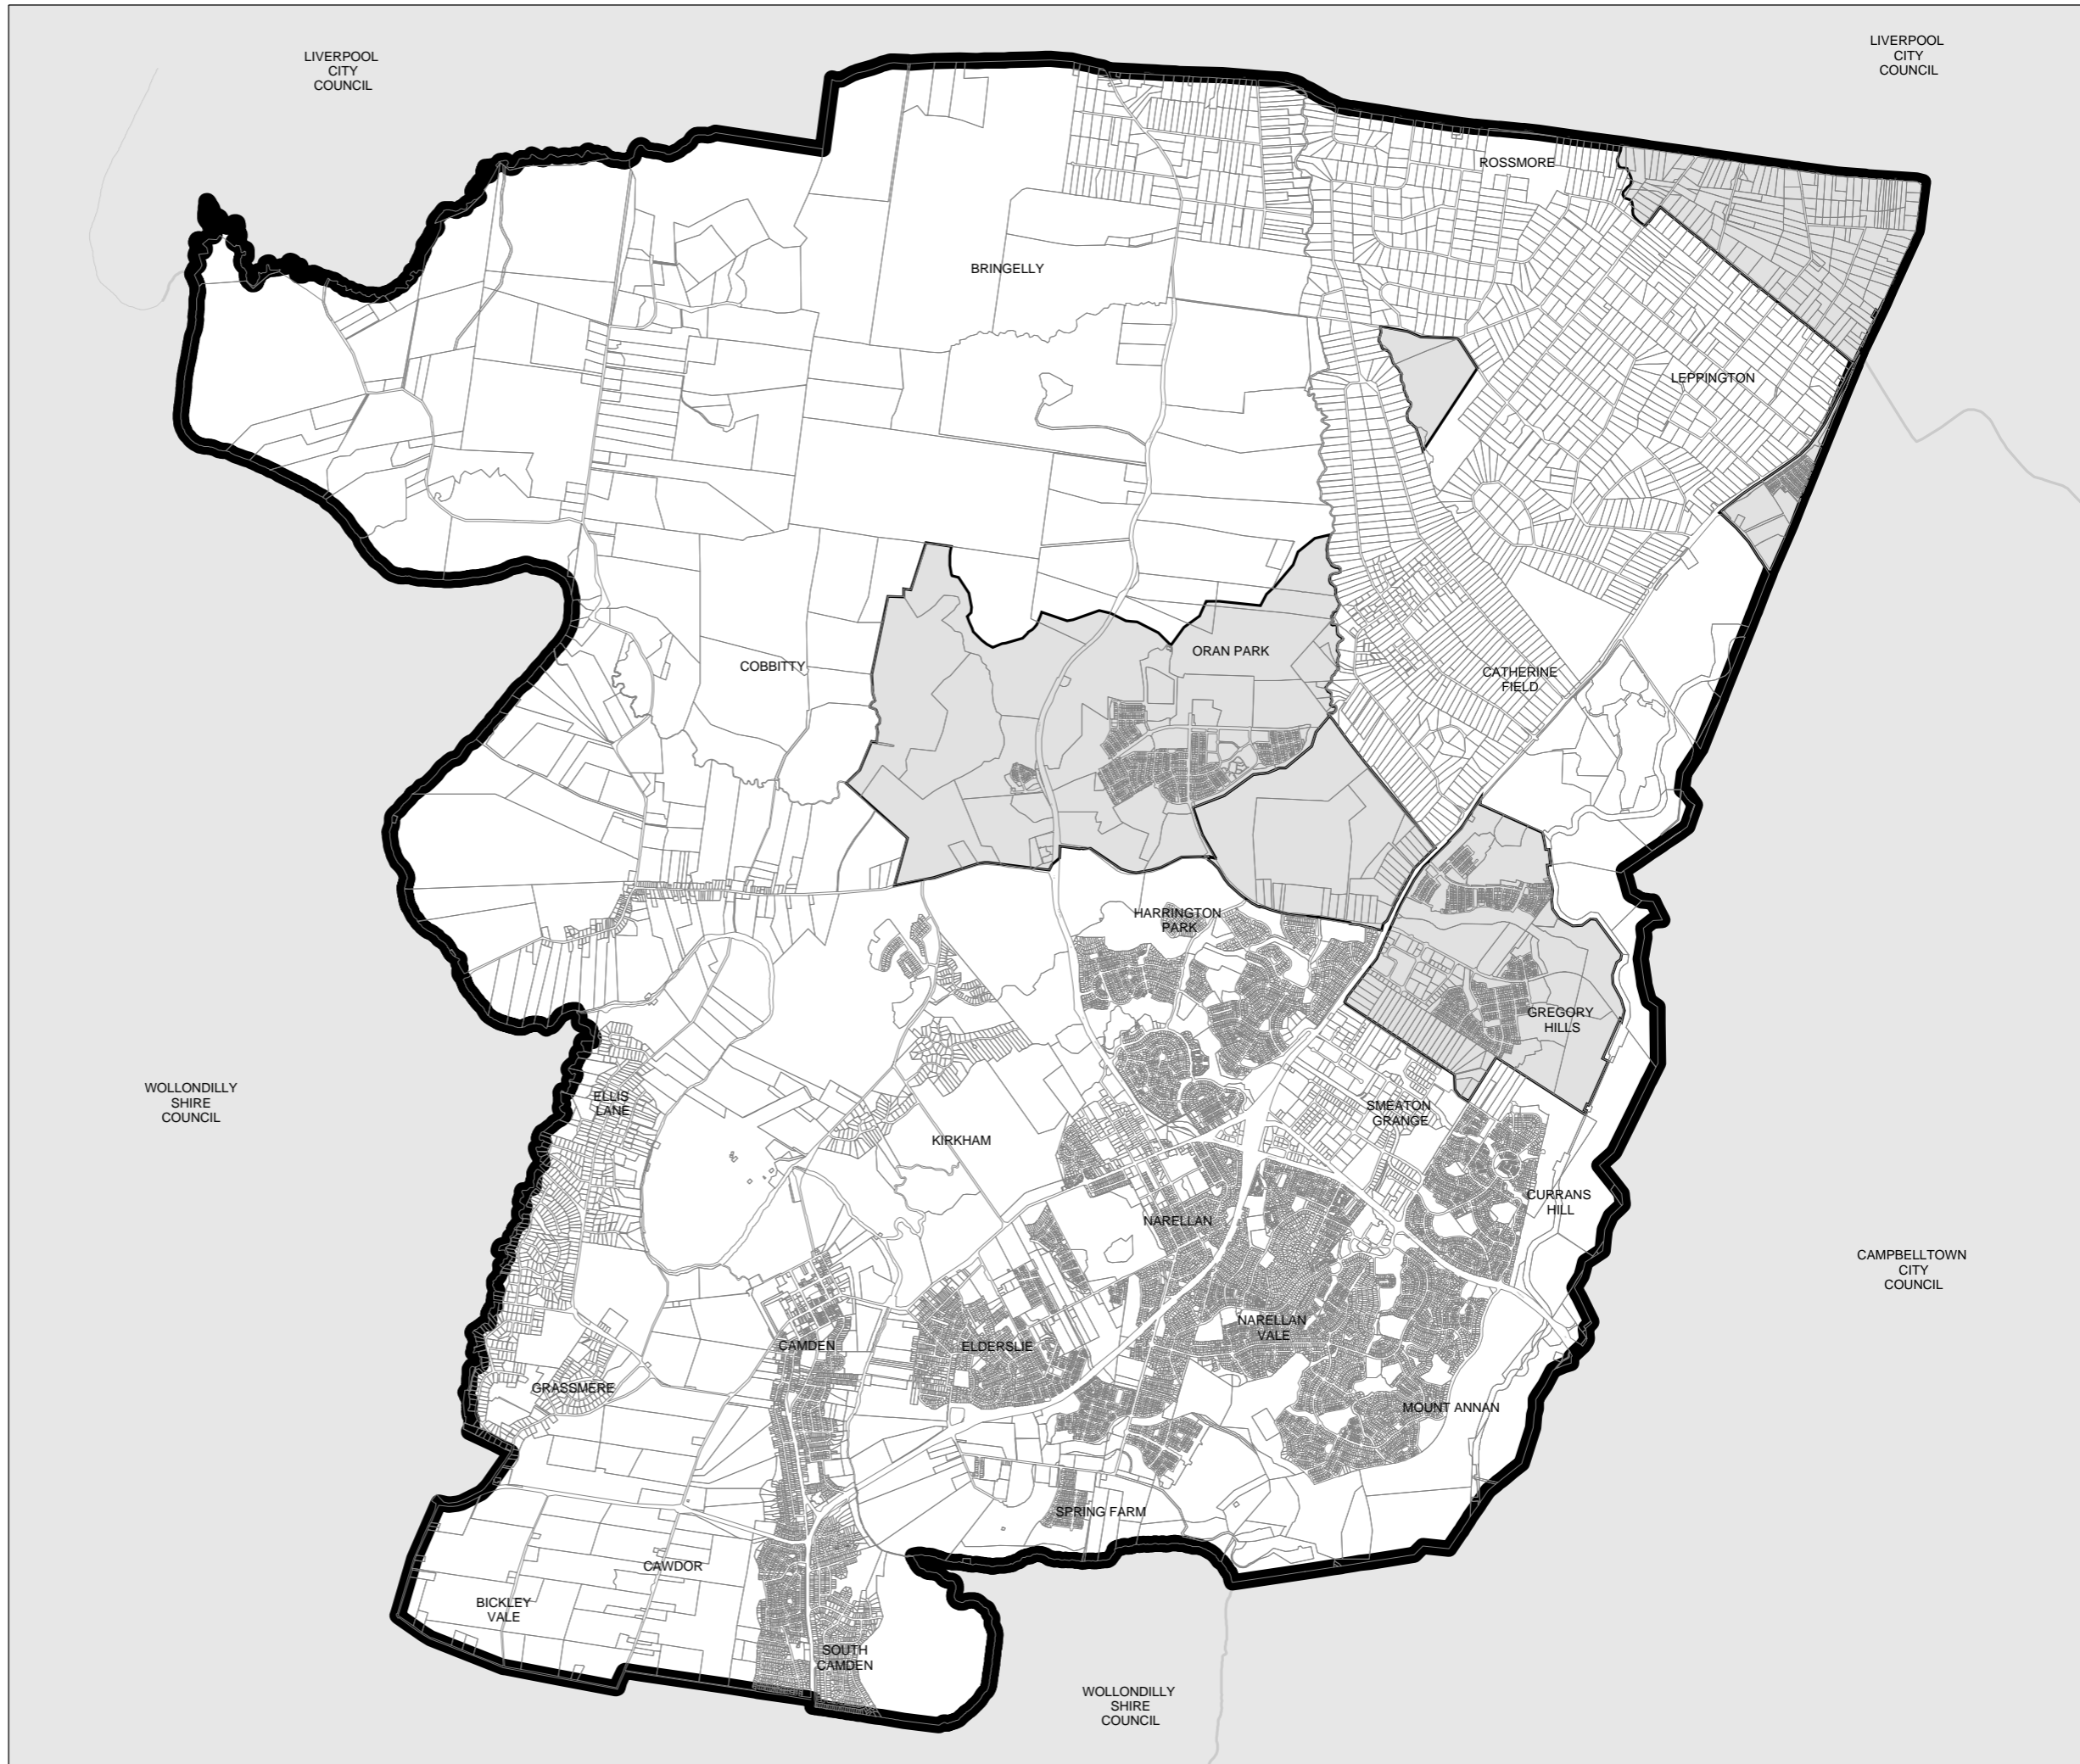 LIVERPOOL
CITY
COUNCIL
LIVERPOOL
CITY
COUNCIL
ROSSMORE
BRINGELLY
LEPPINGTON
ORAN PARK
COBBITTY
CATHERINE
FIELD
HARRINGTON
PARK
GREGORY
HILLS
WOLLONDILLY
SHIRE
COUNCIL
ELLIS
LANE
SMEATON
GRANGE
KIRKHAM
CURRANS
HILL
NARELLAN
CAMPBELLTOWN
CITY
COUNCIL
NARELLAN
VALE
CAMDEN
ELDERSLIE
GRASSMERE
MOUNT ANNAN
SPRING FARM
CAWDOR
BICKLEY
VALE
SOUTH
CAMDEN
WOLLONDILLY
SHIRE
COUNCIL